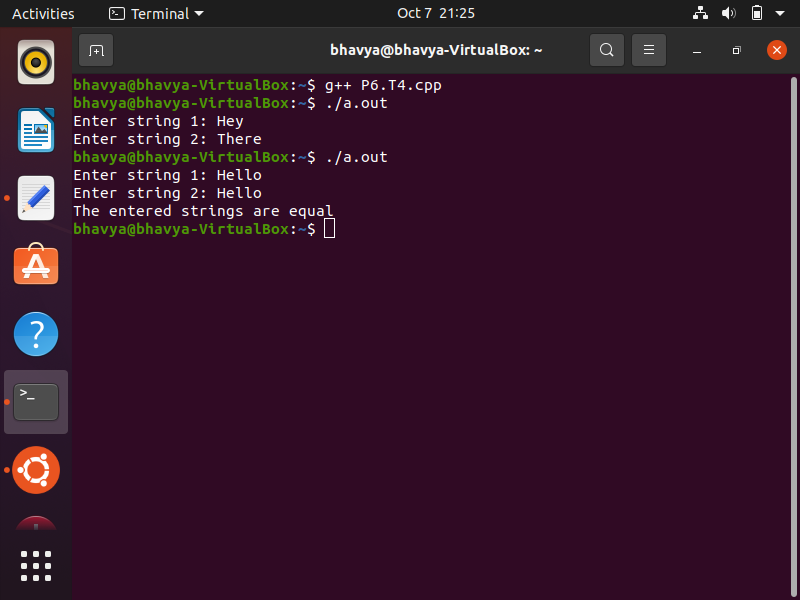 Activities Terminal Oct 7 21:25
bhavya@bhavya-VirtualBox: ~
bhavya@bhavya-VirtualBox:~$ g++ P6.T4.cpp
bhavya@bhavya-VirtualBox:~$ ./a.out
Enter string 1: Hey
Enter string 2: There
bhavya@bhavya-VirtualBox:~$ ./a.out
Enter string 1: Hello
Enter string 2: Hello
The entered strings are equal
bhavya@bhavya-VirtualBox:~$